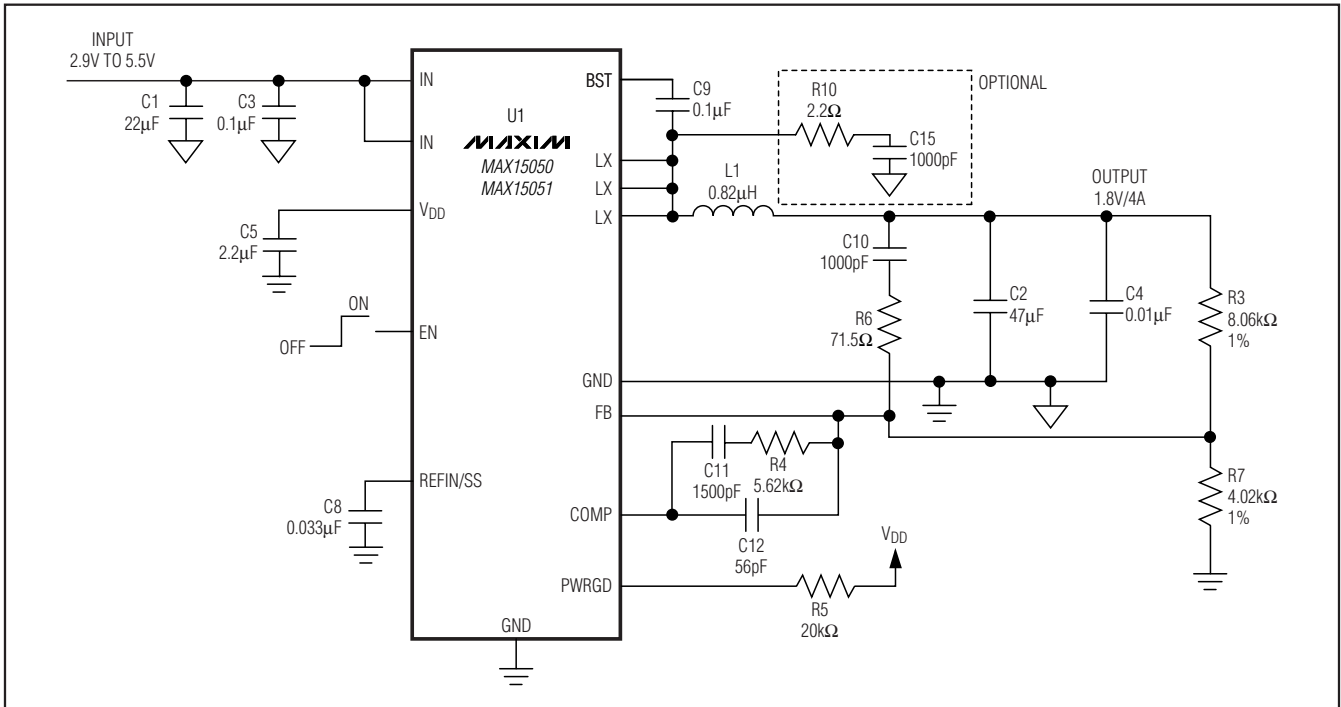 INPUT
2.9V TO 5.5V
C1
22µF
C3
0.1µF
IN
IN
U1
MAXIM
MAX15050
MAX15051
BST
C9
0.1µF
OPTIONAL
R10
2.2Ω
C15
1000pF
LX
LX
LX
L1
0.82µH
OUTPUT
1.8V/4A
VDD
C5
2.2µF
C10
1000pF
R6
71.5Ω
C2
47µF
C4
0.01µF
R3
8.06kΩ
1%
ON
OFF
EN
GND
FB
C11
1500pF
R4
5.62kΩ
REFIN/SS
C8
0.033µF
COMP
C12
56pF
R7
4.02kΩ
1%
VDD
PWRGD
R5
20kΩ
GND